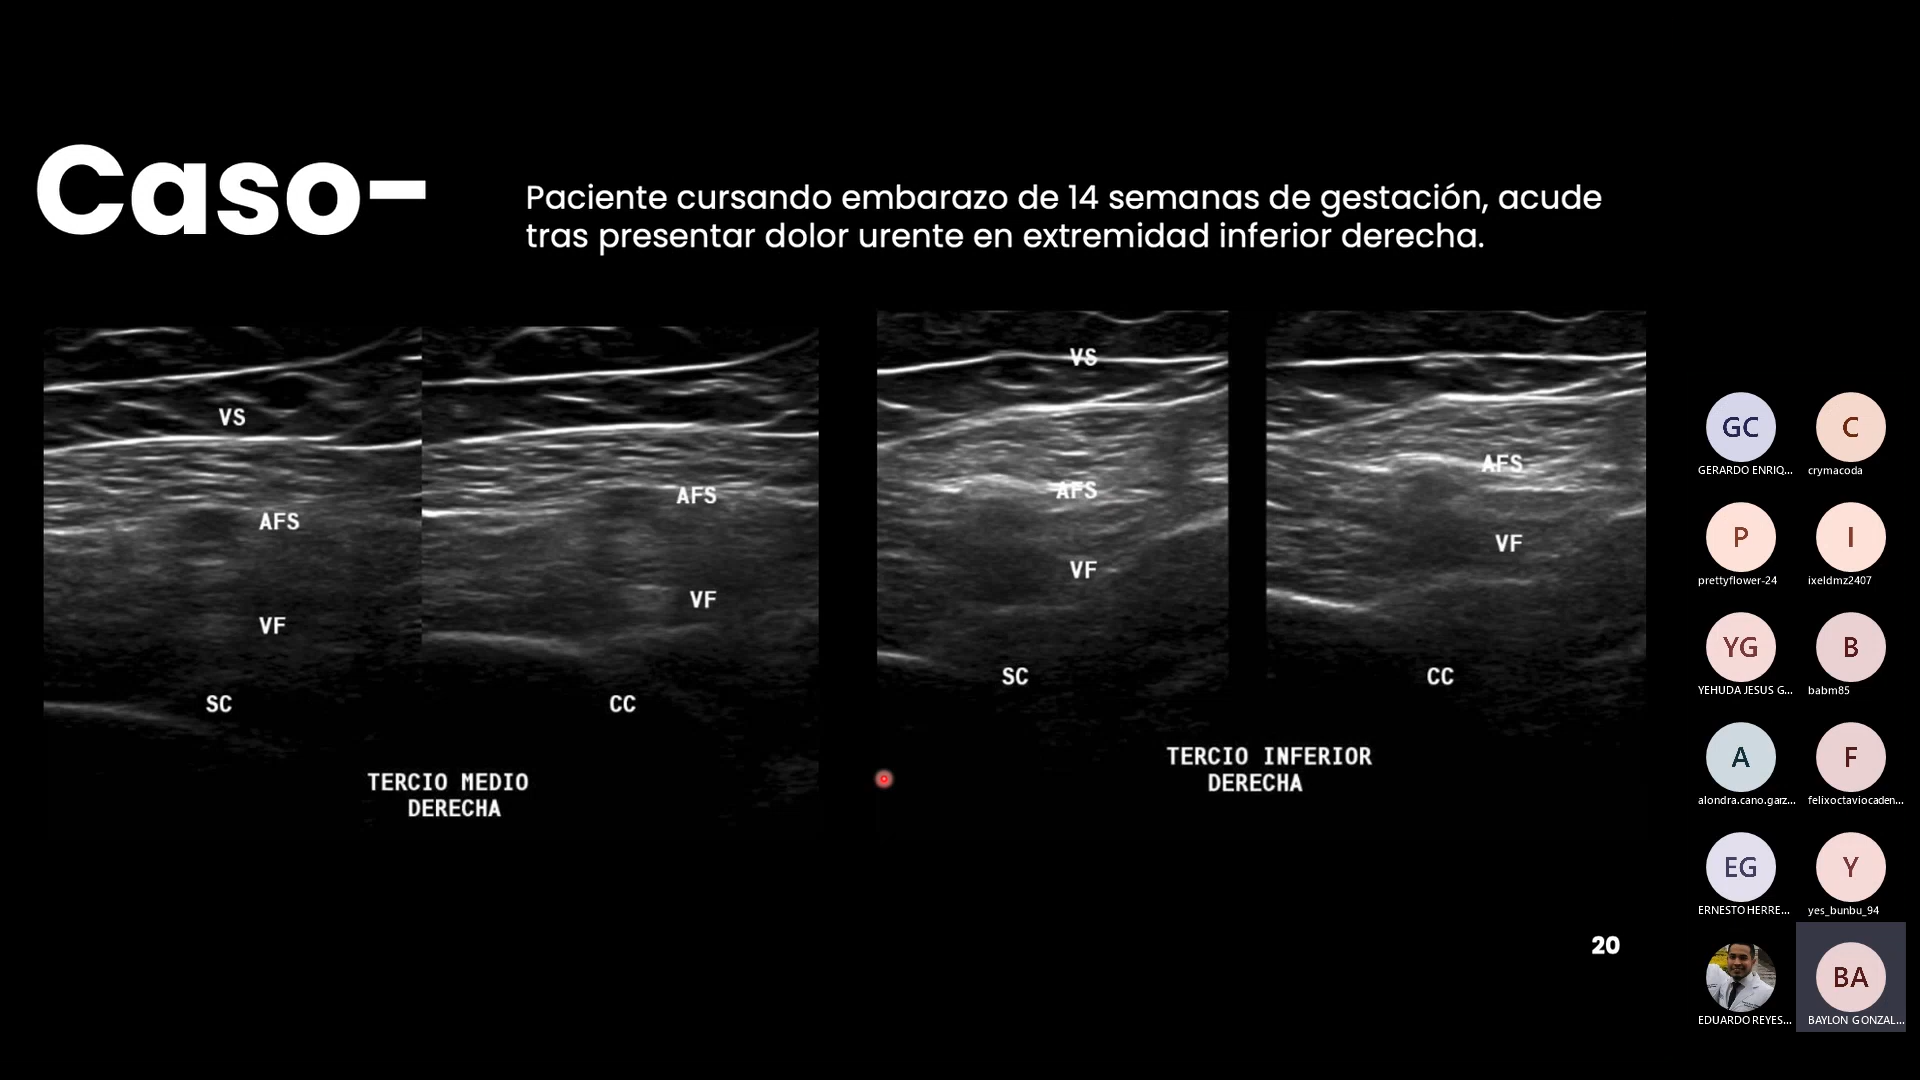 Caso-
Paciente cursando embarazo de 14 semanas de gestación, acude
tras presentar dolor urente en extremidad inferior derecha.
VS
AFS
VF
SC
AFS
VF
CC
TERCIO MEDIO
DERECHA
VS
AFS
VF
SC
AFS
VF
CC
TERCIO INFERIOR
DERECHA
20
GC
GERARDO ENRIQ...
C
crymacoda
P
prettyflower-24
I
ixeldmz2407
YG
YEHUDA JESUS G...
B
babm85
A
alondra.cano.garz...
F
felixoctaviocaden...
EG
ERNESTO HERRE...
Y
yes_bunbu_94
EDUARDO REYES...
BA
BAYLON GONZAL...